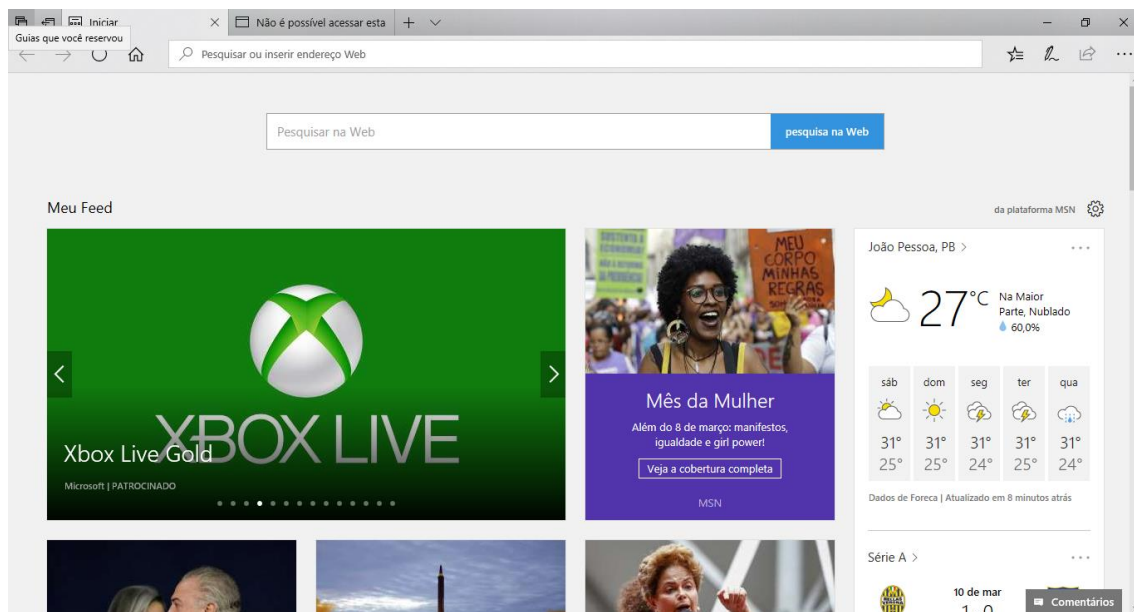 Iniciar
Não é possível acessar esta
Guias que você reservou
Pesquisar ou inserir endereço Web
Pesquisar na Web
pesquisa na Web
Meu Feed
da plataforma MSN
XBOX LIVE
Xbox Live Gold
Microsoft | PATROCINADO
SUSTENTA A
ECONOMIA!
MEU
CORPO
MINHAS
REGRAS
Mês da Mulher
Além do 8 de março: manifestos,
igualdade e girl power!
Veja a cobertura completa
MSN
João Pessoa, PB >
27°C
Na Maior
Parte, Nublado
60,0%
sáb dom seg ter qua
31° 31° 31° 31° 31°
25° 25° 24° 25° 24°
Dados de Foreca | Atualizado em 8 minutos atrás
Série A >
10 de mar
1 0
Comentários